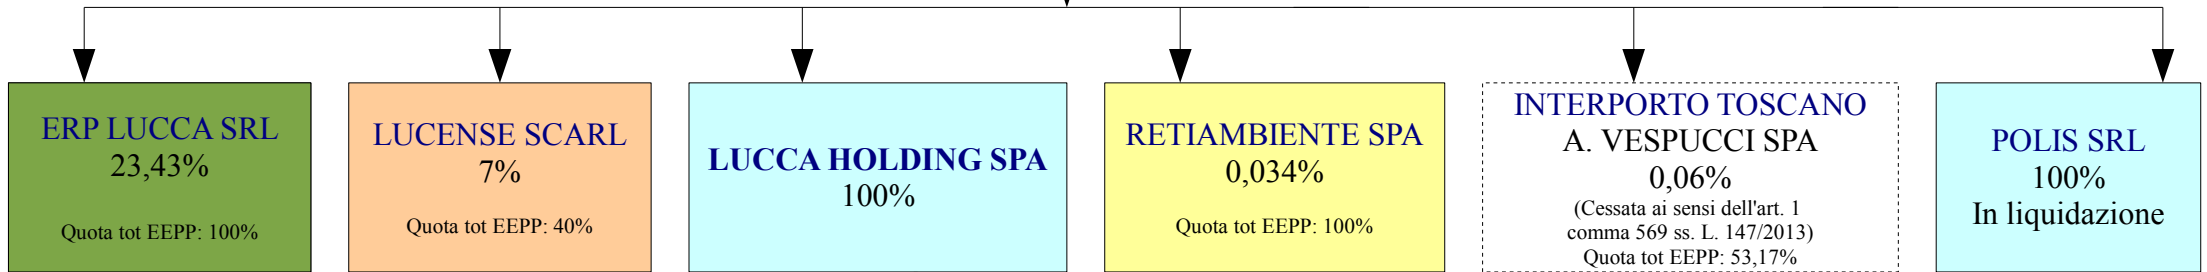 ERP LUCCA SRL
23,43%
Quota tot EEPP: 100%
LUCENSE SCARL
7%
Quota tot EEPP: 40%
LUCCA HOLDING SPA
100%
RETIAMBIENTE SPA
0,034%
Quota tot EEPP: 100%
INTERPORTO TOSCANO
A. VESPUCCI SPA
0,06%
(Cessata ai sensi dell'art. 1
comma 569 ss. L. 147/2013)
Quota tot EEPP: 53,17%
POLIS SRL
100%
In liquidazione